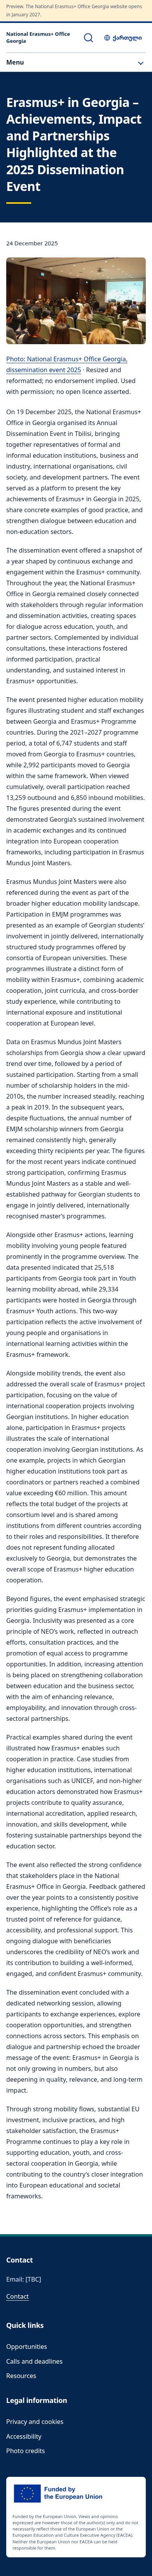 Preview. The National Erasmus+ Office Georgia website opens
in January 2027.
National Erasmus+ Office
Georgia
ქართული
Menu
Erasmus+ in Georgia –
Achievements, Impact
and Partnerships
Highlighted at the
2025 Dissemination
Event
24 December 2025
Photo: National Erasmus+ Office Georgia,
dissemination event 2025 · Resized and
reformatted; no endorsement implied. Used
with permission; no open licence asserted.
On 19 December 2025, the National Erasmus+
Office in Georgia organised its Annual
Dissemination Event in Tbilisi, bringing
together representatives of formal and
informal education institutions, business and
industry, international organisations, civil
society, and development partners. The event
served as a platform to present the key
achievements of Erasmus+ in Georgia in 2025,
share concrete examples of good practice, and
strengthen dialogue between education and
non-education sectors.
The dissemination offered a snapshot of
a year shaped by continuous exchange and
engagement within the Erasmus+ community.
Throughout the year, the National Erasmus+
Office in Georgia remained closely connected
with stakeholders through regular information
and dissemination activities, creating spaces
for dialogue across education, youth, and
partner sectors. Complemented by individual
consultations, these interactions fostered
informed participation, practical
understanding, and sustained interest in
Erasmus+ opportunities.
The event presented higher education mobility
figures illustrating student and staff exchanges
between Georgia and Erasmus+ Programme
countries. During the 2021–2027 programme
period, a total of 6,747 students and staff
moved from Georgia to Erasmus+ countries,
while 2,992 participants moved to Georgia
within the same framework. When viewed
cumulatively, overall participation reached
13,259 outbound and 6,850 inbound mobilities.
The figures presented during the event
demonstrated Georgia’s sustained involvement
in academic exchanges and its continued
integration into European cooperation
frameworks, including participation in Erasmus
Mundus Joint Masters.
Erasmus Mundus Joint Masters were also
referenced during the event as part of the
broader higher education mobility landscape.
Participation in EMJM programmes was
presented as an example of Georgian students’
involvement in jointly delivered, internationally
structured study programmes offered by
consortia of European universities. These
programmes illustrate a distinct form of
mobility within Erasmus+, combining academic
cooperation, joint curricula, and cross-border
study experience, while contributing to
international exposure and institutional
cooperation at European level.
Data on Erasmus Mundus Joint Masters
scholarships from Georgia show a clear upward
trend over time, followed by a period of
sustained participation. Starting from a small
number of scholarship holders in the mid-
2010s, the number increased steadily, reaching
a peak in 2019. In the subsequent years,
despite fluctuations, the annual number of
EMJM scholarship winners from Georgia
remained consistently high, generally
exceeding thirty recipients per year. The figures
for the most recent years indicate continued
strong participation, confirming Erasmus
Mundus Joint Masters as a stable and well-
established pathway for Georgian students to
engage in jointly delivered, internationally
recognised master’s programmes.
Alongside other Erasmus+ actions, learning
mobility involving young people featured
prominently in the programme overview. The
data presented indicated that 25,518
participants from Georgia took part in Youth
learning mobility abroad, while 29,334
participants were hosted in Georgia through
Erasmus+ Youth actions. This two-way
participation reflects the active involvement of
young people and organisations in
international learning activities within the
Erasmus+ framework.
Alongside mobility trends, the event also
addressed the overall scale of Erasmus+ project
participation, focusing on the value of
international cooperation projects involving
Georgian institutions. In higher education
alone, participation in Erasmus+ projects
illustrates the scale of international
cooperation involving Georgian institutions. As
an example, projects in which Georgian
higher education institutions took part as
coordinators or partners reached a combined
value exceeding €60 million. This amount
reflects the total budget of the projects at
consortium level and is shared among
institutions from different countries according
to their roles and responsibilities. It therefore
does not represent funding allocated
exclusively to Georgia, but demonstrates the
overall scope of Erasmus+ higher education
cooperation.
Beyond figures, the event emphasised strategic
priorities guiding Erasmus+ implementation in
Georgia. Inclusivity was presented as a core
principle of NEO’s work, reflected in outreach
efforts, consultation practices, and the
promotion of equal access to programme
opportunities. In addition, increasing attention
is being placed on strengthening collaboration
between education and the business sector,
with the aim of enhancing relevance,
employability, and innovation through cross-
sectoral partnerships.
Practical examples shared during the event
illustrated how Erasmus+ enables such
cooperation in practice. Case studies from
higher education institutions, international
organisations such as UNICEF, and non-higher
education actors demonstrated how Erasmus+
projects contribute to quality assurance,
international accreditation, applied research,
innovation, and skills development, while
fostering sustainable partnerships beyond the
education sector.
The event also reflected the strong confidence
that stakeholders place in the National
Erasmus+ Office in Georgia. Feedback gathered
over the year points to a consistently positive
experience, highlighting the Office’s role as a
trusted point of reference for guidance,
accessibility, and professional support. This
ongoing dialogue with beneficiaries
underscores the credibility of NEO’s work and
its contribution to building a well-informed,
engaged, and confident Erasmus+ community.
The dissemination event concluded with a
dedicated networking session, allowing
participants to exchange experiences, explore
cooperation opportunities, and strengthen
connections across sectors. This emphasis on
dialogue and partnership echoed the broader
message of the event: Erasmus+ in Georgia is
not only growing in numbers, but also
deepening in quality, relevance, and long-term
impact.
Through strong mobility flows, substantial EU
investment, inclusive practices, and high
stakeholder satisfaction, the Erasmus+
Programme continues to play a key role in
supporting education, youth, and cross-
sectoral cooperation in Georgia, while
contributing to the country’s closer integration
into European educational and societal
frameworks.
Contact
Email: [TBC]
Contact
Quick links
Opportunities
Calls and deadlines
Resources
Legal information
Privacy and cookies
Accessibility
Photo credits
Funded by
the European Union
Funded by the European Union. Views and opinions
expressed are however those of the author(s) only and do not
necessarily reflect those of the European Union or the
European Education and Culture Executive Agency (EACEA).
Neither the European Union nor EACEA can be held
responsible for them.